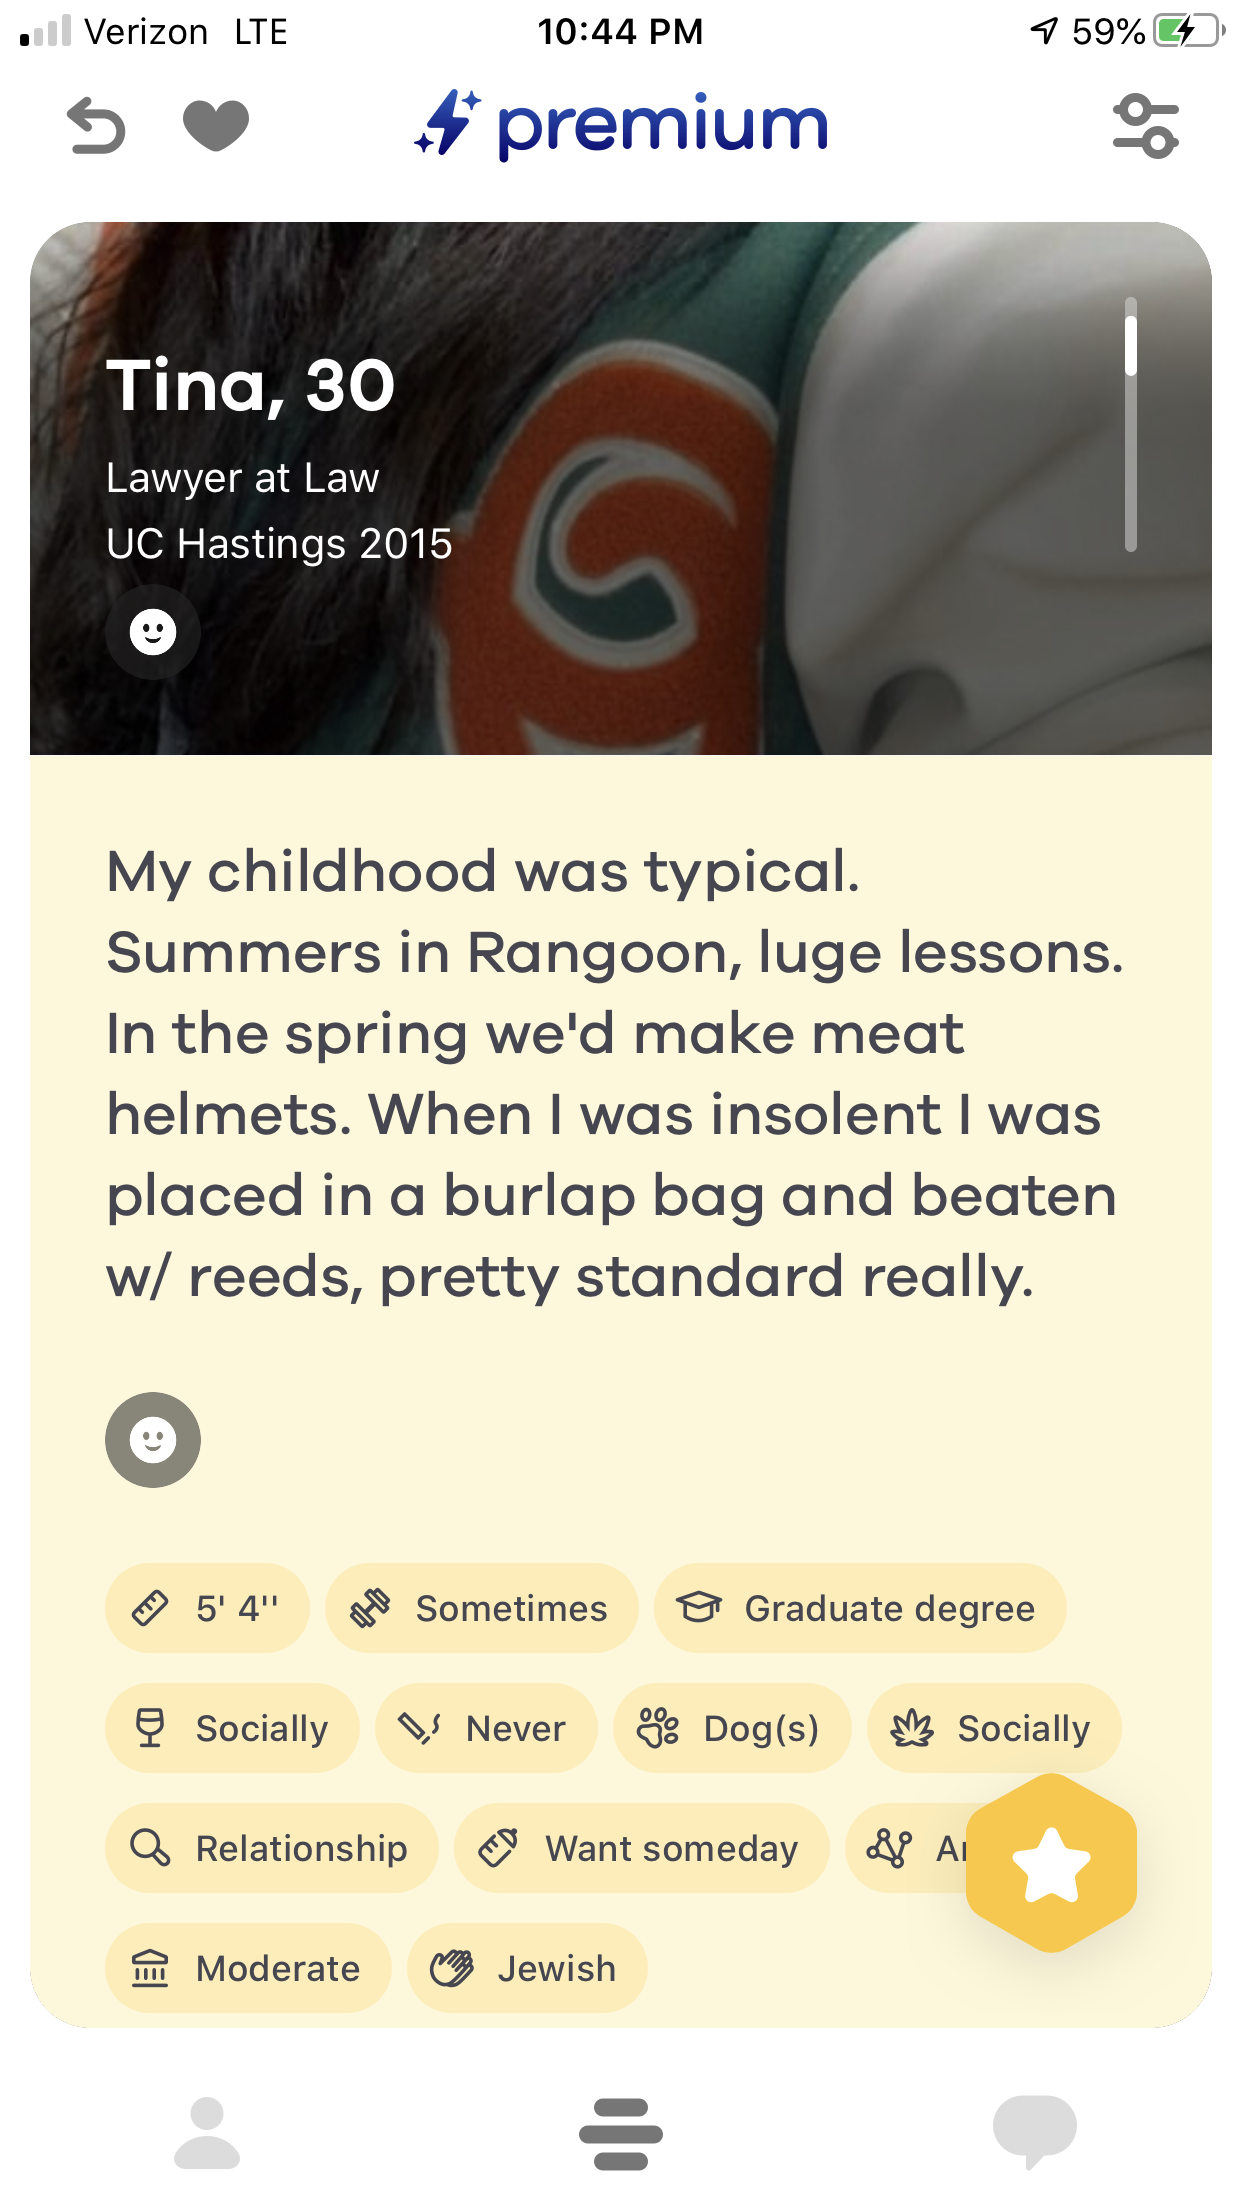 Verizon LTE 10:44 PM 59%
premium
Tina, 30
Lawyer at Law
UC Hastings 2015
My childhood was typical.
Summers in Rangoon, luge lessons.
In the spring we'd make meat
helmets. When I was insolent I was
placed in a burlap bag and beaten
w/ reeds, pretty standard really.
5' 4'' Sometimes Graduate degree
Socially Never Dog(s) Socially
Relationship Want someday
Moderate Jewish